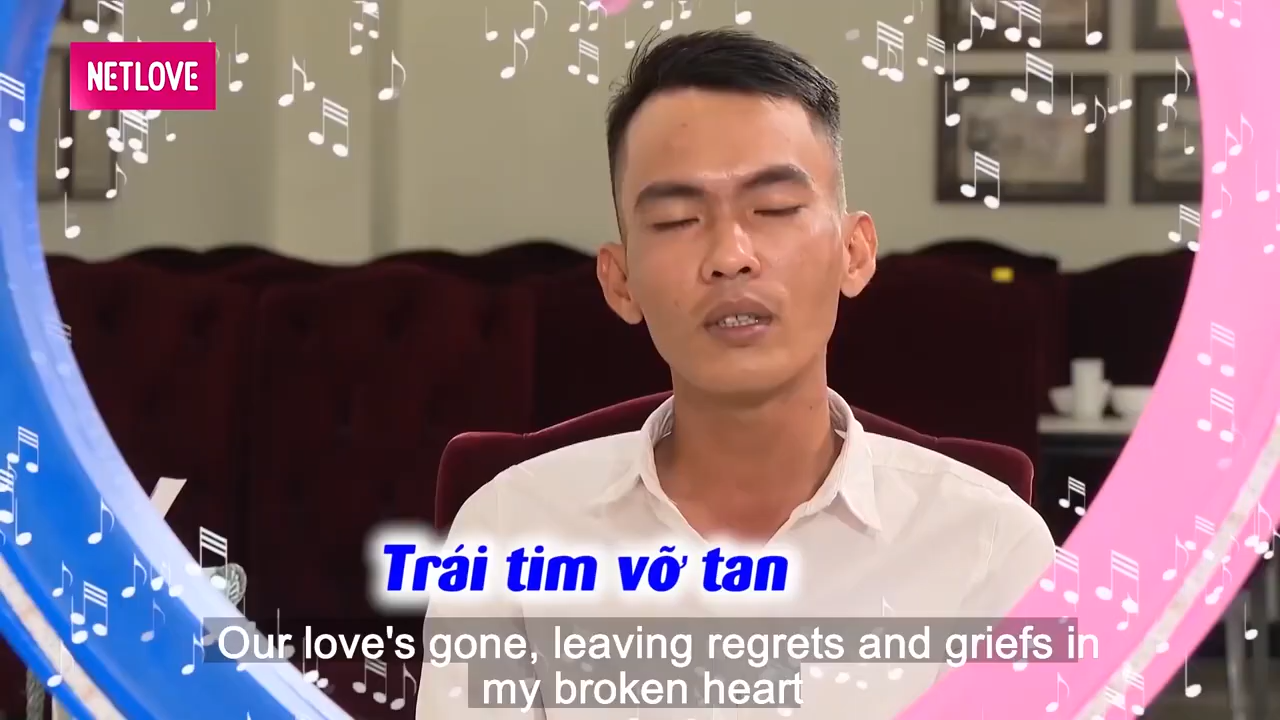 NETLOVE
Trái tim vỡ tan
Our love's gone, leaving regrets and griefs in
my broken heart